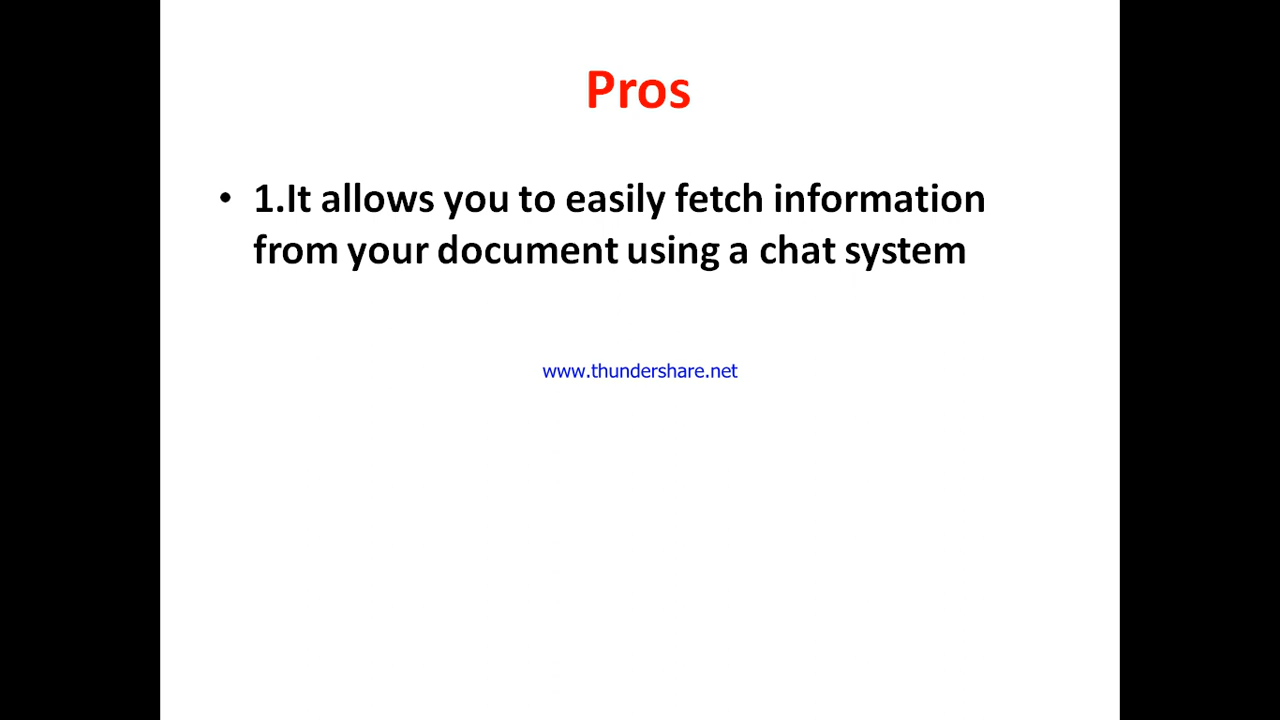 Pros
• 1.It allows you to easily fetch information
from your document using a chat system
www.thundershare.net